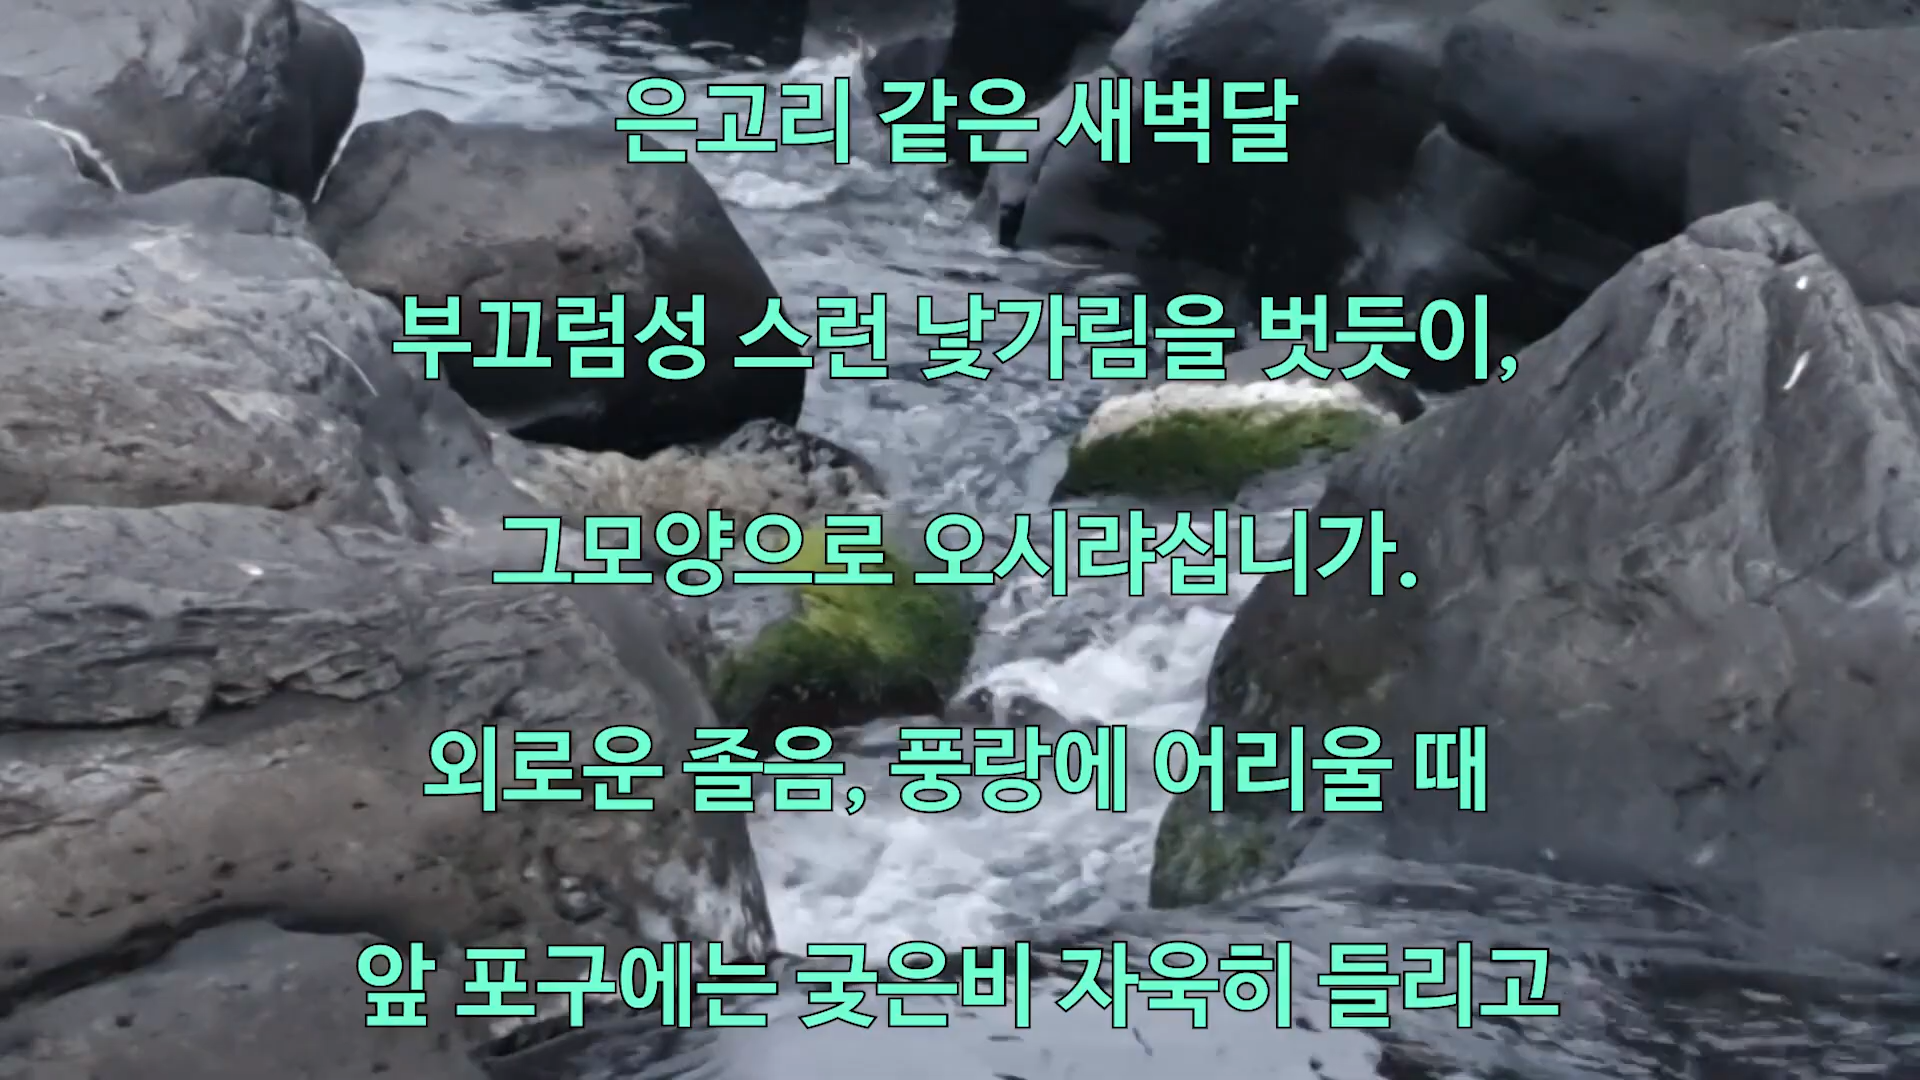 은고리 같은 새벽달
부끄럼성 스런 낯가림을 벗듯이,
그모양으로 오시랴십니가.
외로운 졸음, 풍랑에 어리울 때
앞 포구에는 궂은비 자욱히 들리고